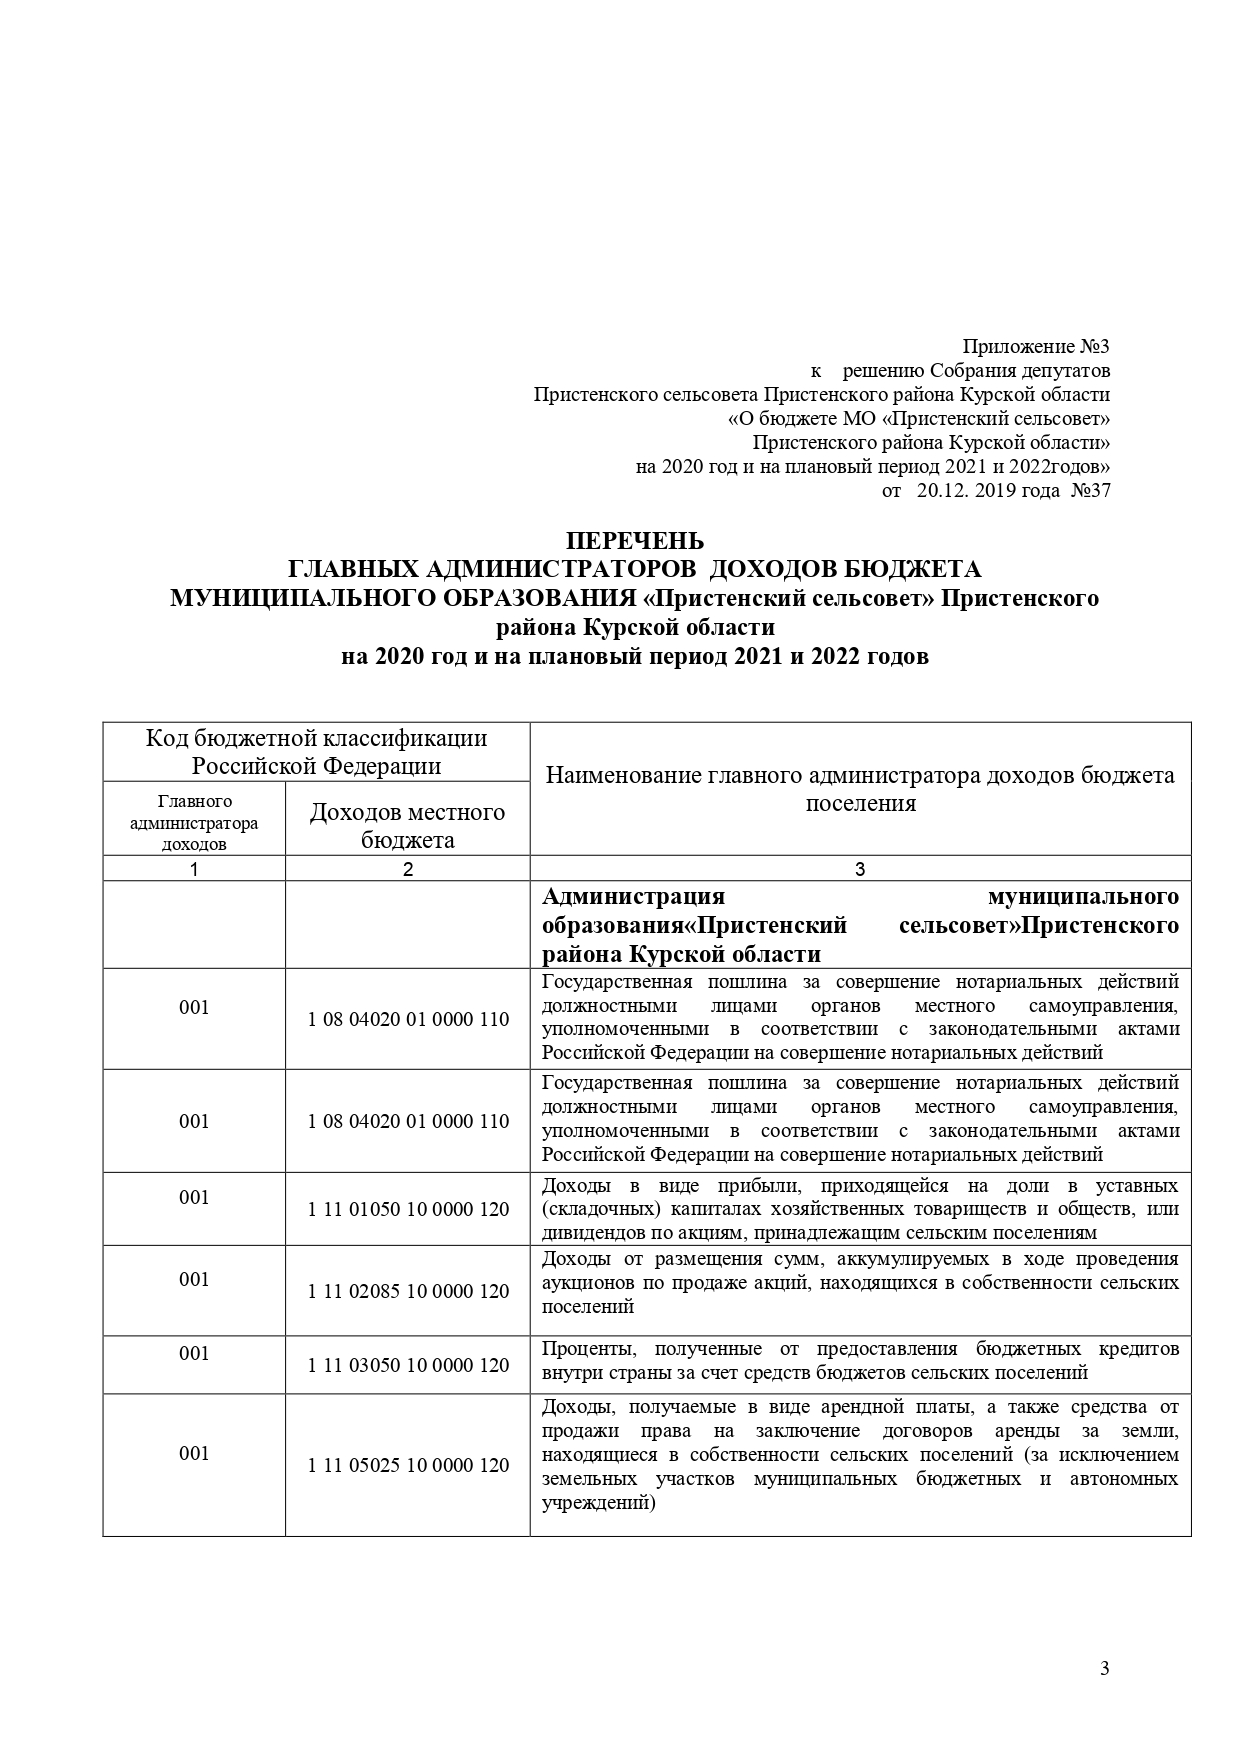 Приложение №3
к решению Собрания депутатов
Пристенского сельсовета Пристенского района Курской области
«О бюджете МО «Пристенский сельсовет»
Пристенского района Курской области»
на 2020 год и на плановый период 2021 и 2022годов»
от 20.12. 2019 года №37
ПЕРЕЧЕНЬ
ГЛАВНЫХ АДМИНИСТРАТОРОВ ДОХОДОВ БЮДЖЕТА
МУНИЦИПАЛЬНОГО ОБРАЗОВАНИЯ «Пристенский сельсовет» Пристенского
района Курской области
на 2020 год и на плановый период 2021 и 2022 годов
Код бюджетной классификации
Российской Федерации
Наименование главного администратора доходов бюджета
поселения
Главного
администратора
доходов
Доходов местного
бюджета
1 2 3
Администрация муниципального
образования«Пристенский сельсовет»Пристенского
района Курской области
001
1 08 04020 01 0000 110
Государственная пошлина за совершение нотариальных действий
должностными лицами органов местного самоуправления,
уполномоченными в соответствии с законодательными актами
Российской Федерации на совершение нотариальных действий
001
1 08 04020 01 0000 110
Государственная пошлина за совершение нотариальных действий
должностными лицами органов местного самоуправления,
уполномоченными в соответствии с законодательными актами
Российской Федерации на совершение нотариальных действий
001
1 11 01050 10 0000 120
Доходы в виде прибыли, приходящейся на доли в уставных
(складочных) капиталах хозяйственных товариществ и обществ, или
дивидендов по акциям, принадлежащим сельским поселениям
001
1 11 02085 10 0000 120
Доходы от размещения сумм, аккумулируемых в ходе проведения
аукционов по продаже акций, находящихся в собственности сельских
поселений
001
1 11 03050 10 0000 120
Проценты, полученные от предоставления бюджетных кредитов
внутри страны за счет средств бюджетов сельских поселений
001
1 11 05025 10 0000 120
Доходы, получаемые в виде арендной платы, а также средства от
продажи права на заключение договоров аренды за земли,
находящиеся в собственности сельских поселений (за исключением
земельных участков муниципальных бюджетных и автономных
учреждений)
3